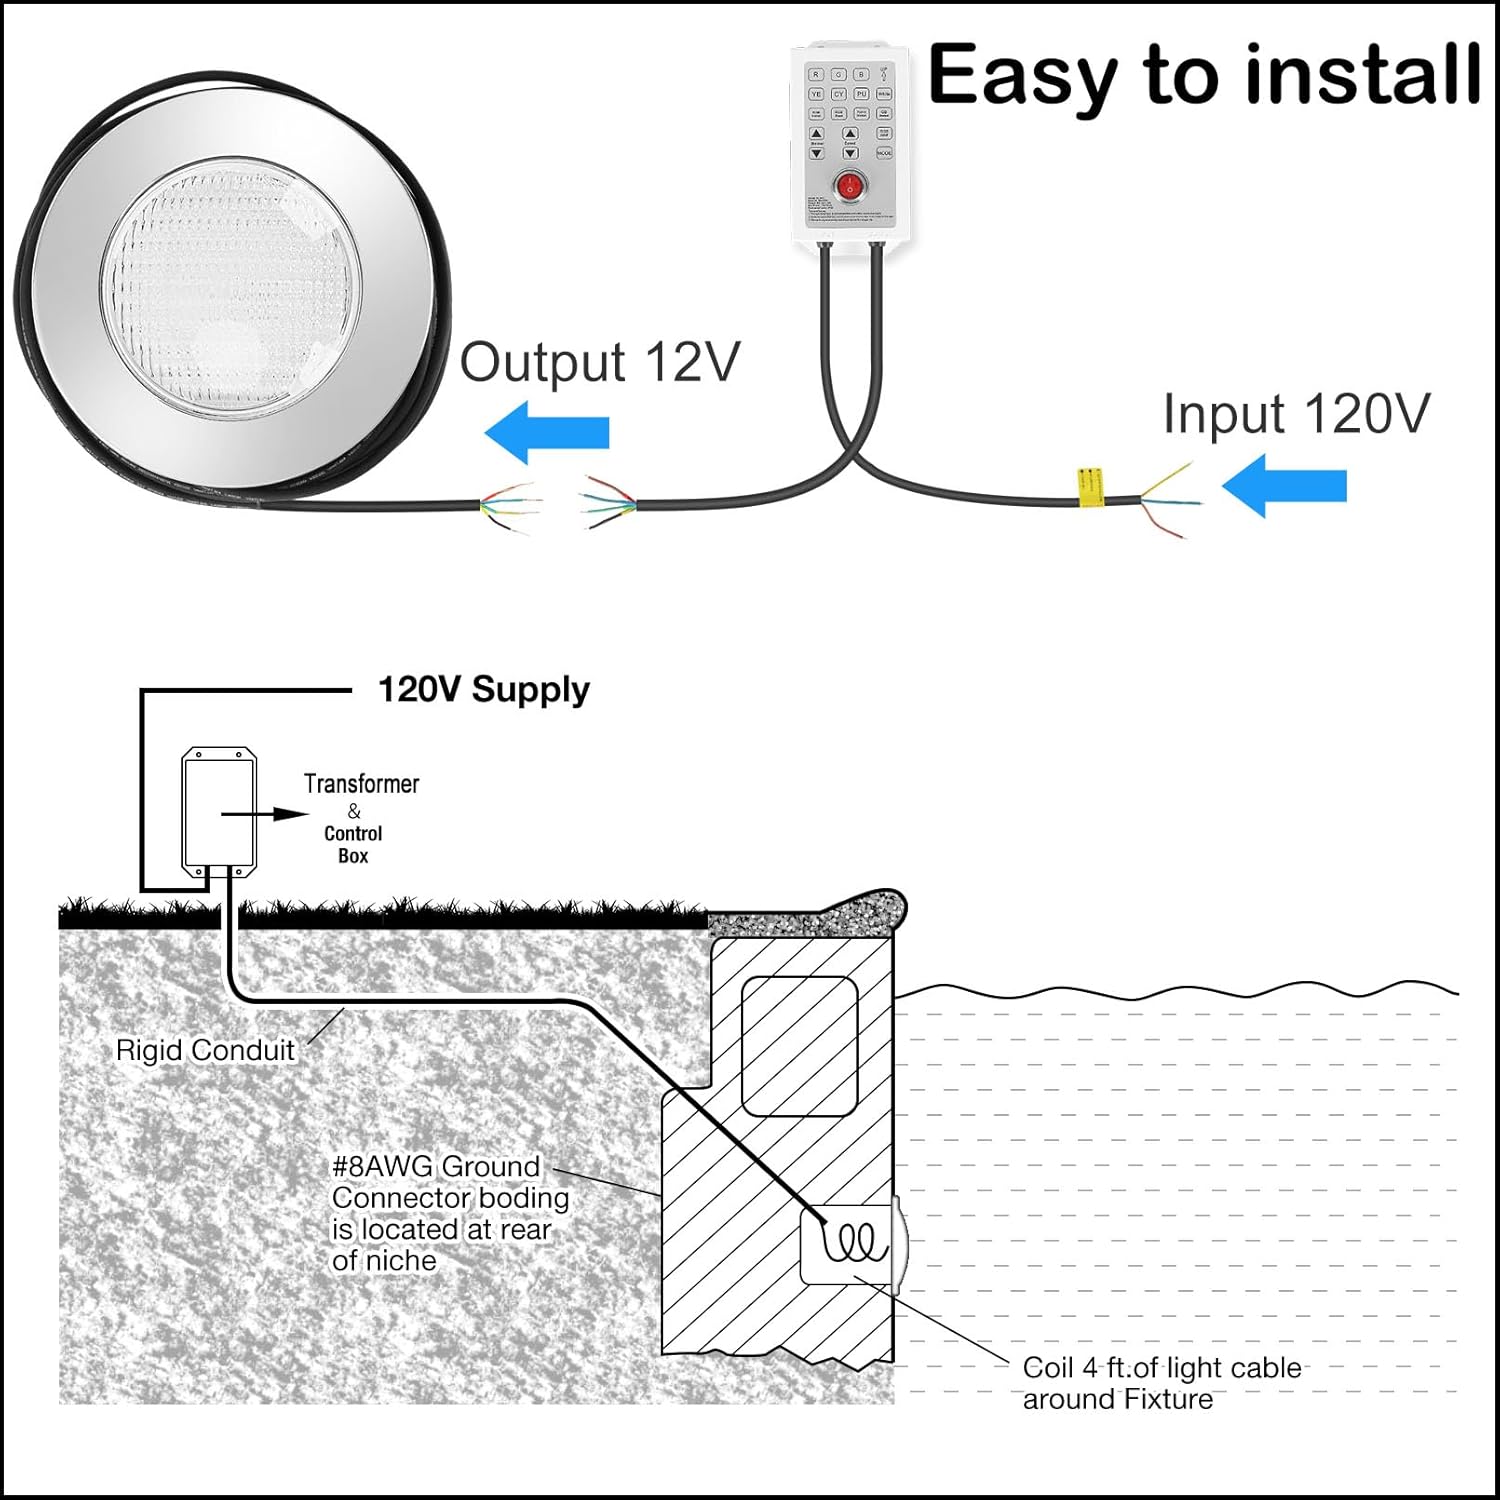 Easy to install
R G B
YE CY PU White
MODE
Output 12V
Input 120V
120V Supply
Transformer
&
Control
Box
Rigid Conduit
#8AWG Ground
Connector boding
is located at rear
of niche
Coil 4 ft.of light cable
around Fixture